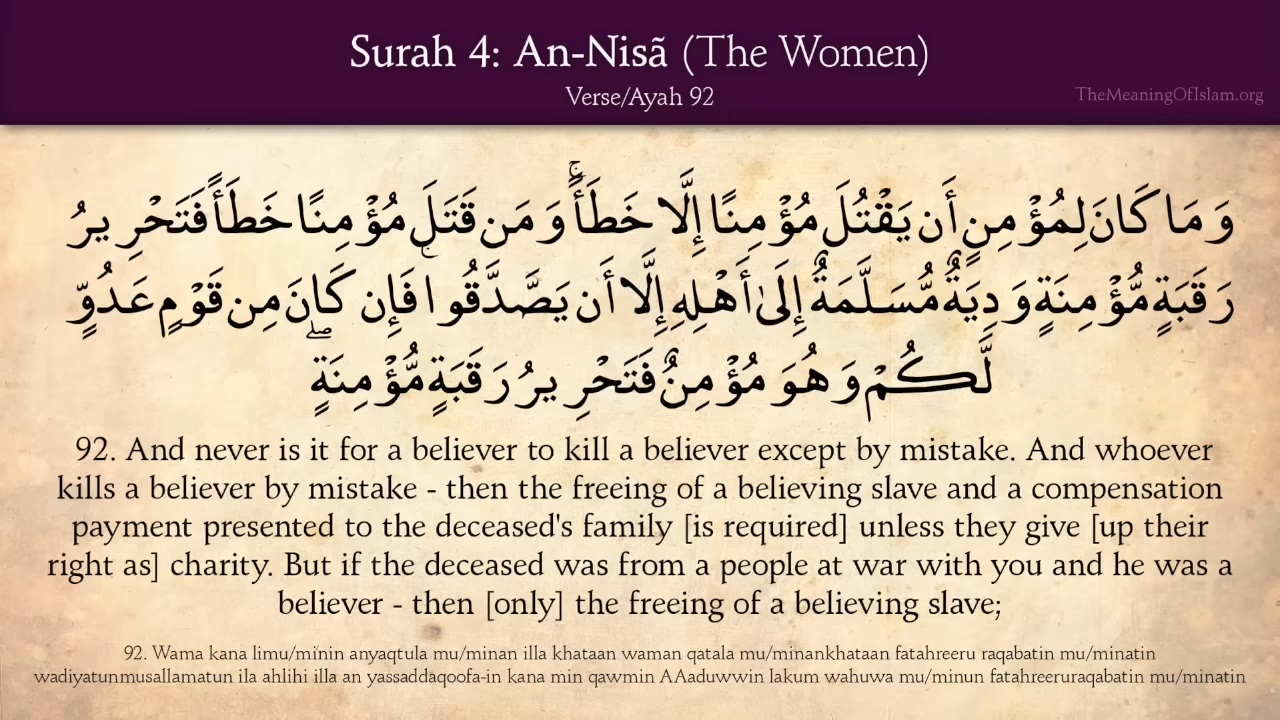 Surah 4: An-Nisã (The Women)
Verse/Ayah 92
TheMeaningOfIslam.org
وَمَا كَانَ لِمُؤْمِنٍ أَن يَقْتُلَ مُؤْمِنًا إِلَّا خَطَأً ۚ وَمَن قَتَلَ مُؤْمِنًا خَطَأً فَتَحْرِيرُ
رَقَبَةٍ مُّؤْمِنَةٍ وَدِيَةٌ مُّسَلَّمَةٌ إِلَىٰ أَهْلِهِ إِلَّا أَن يَصَّدَّقُوا ۚ فَإِن كَانَ مِن قَوْمٍ عَدُوٍّ
لَّكُمْ وَهُوَ مُؤْمِنٌ فَتَحْرِيرُ رَقَبَةٍ مُّؤْمِنَةٍ ۖ
92. And never is it for a believer to kill a believer except by mistake. And whoever
kills a believer by mistake - then the freeing of a believing slave and a compensation
payment presented to the deceased's family [is required] unless they give [up their
right as] charity. But if the deceased was from a people at war with you and he was a
believer - then [only] the freeing of a believing slave;
92. Wama kana limu/minin anyaqtula mu/minan illa khataan waman qatala mu/minankhataan fatahreeru raqabatin mu/minatin
wadiyatunmusallamatun ila ahlihi illa an yassaddaqoofa-in kana min qawmin AAaduwwin lakum wahuwa mu/minun fatahreeruraqabatin mu/minatin